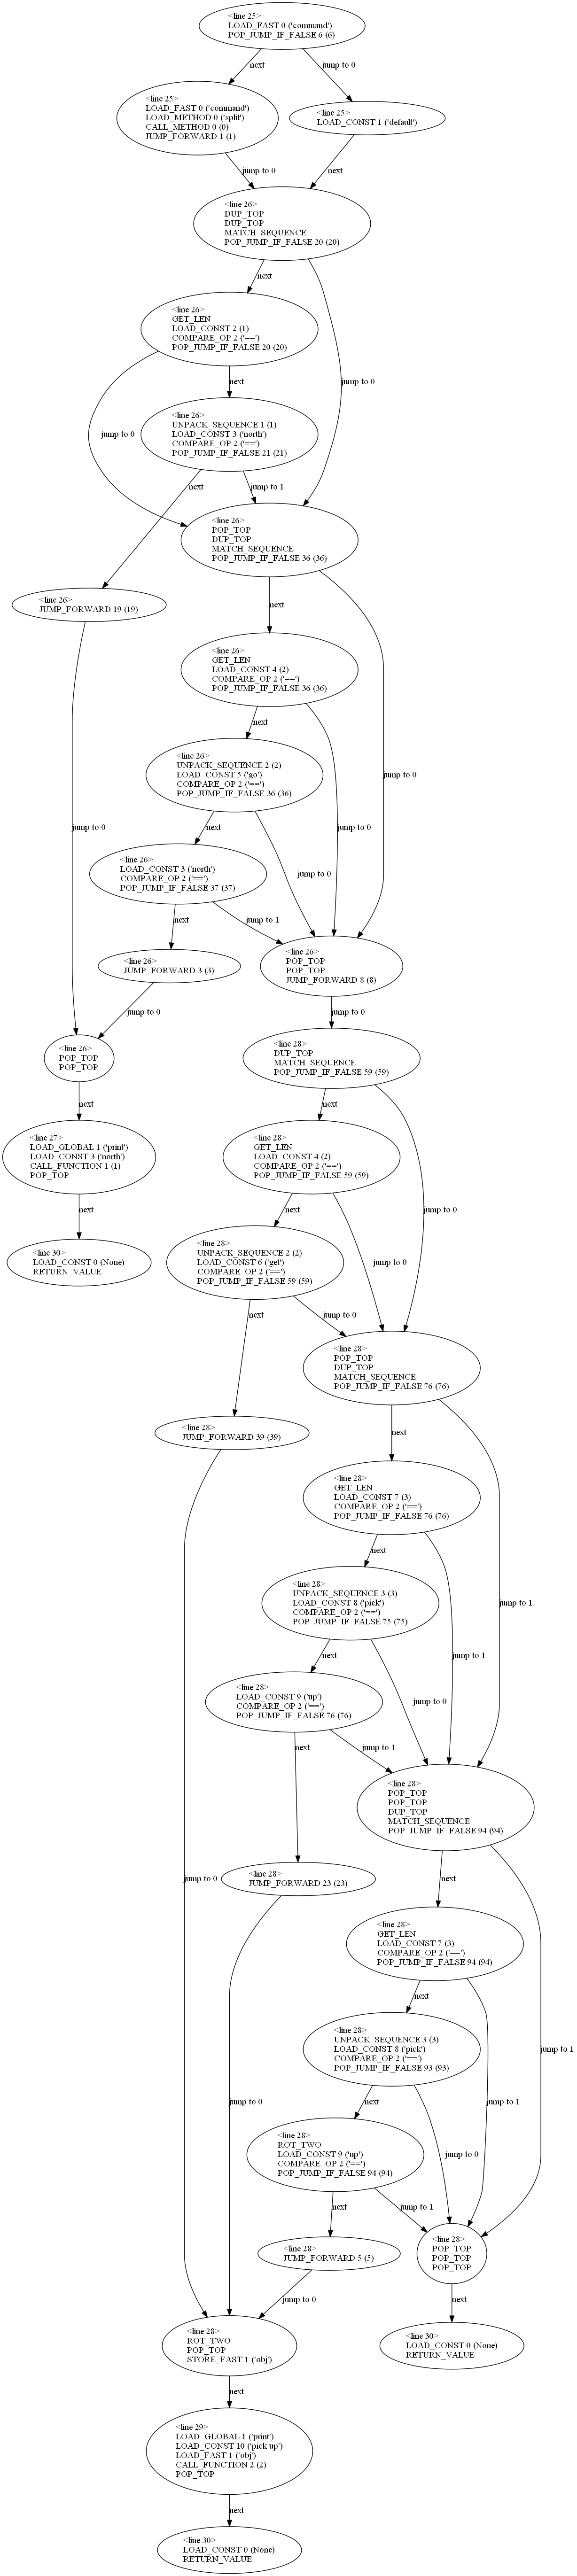 <line 25>
LOAD_FAST 0 ('command')
POP_JUMP_IF_FALSE 6 (6)
next
jump to 0
<line 25>
LOAD_FAST 0 ('command')
LOAD_METHOD 0 ('split')
CALL_METHOD 0 (0)
JUMP_FORWARD 1 (1)
<line 25>
LOAD_CONST 1 ('default')
jump to 0
next
<line 26>
DUP_TOP
DUP_TOP
MATCH_SEQUENCE
POP_JUMP_IF_FALSE 20 (20)
next
jump to 0
<line 26>
GET_LEN
LOAD_CONST 2 (1)
COMPARE_OP 2 ('==')
POP_JUMP_IF_FALSE 20 (20)
jump to 0
next
<line 26>
UNPACK_SEQUENCE 1 (1)
LOAD_CONST 3 ('north')
COMPARE_OP 2 ('==')
POP_JUMP_IF_FALSE 21 (21)
next
jump to 1
<line 26>
POP_TOP
DUP_TOP
MATCH_SEQUENCE
POP_JUMP_IF_FALSE 36 (36)
<line 26>
JUMP_FORWARD 19 (19)
next
jump to 0
<line 26>
GET_LEN
LOAD_CONST 4 (2)
COMPARE_OP 2 ('==')
POP_JUMP_IF_FALSE 36 (36)
next
jump to 0
<line 26>
UNPACK_SEQUENCE 2 (2)
LOAD_CONST 5 ('go')
COMPARE_OP 2 ('==')
POP_JUMP_IF_FALSE 36 (36)
jump to 0
next
jump to 0
<line 26>
LOAD_CONST 3 ('north')
COMPARE_OP 2 ('==')
POP_JUMP_IF_FALSE 37 (37)
next
jump to 1
<line 26>
JUMP_FORWARD 3 (3)
<line 26>
POP_TOP
POP_TOP
JUMP_FORWARD 8 (8)
jump to 0
jump to 0
<line 26>
POP_TOP
POP_TOP
<line 28>
DUP_TOP
MATCH_SEQUENCE
POP_JUMP_IF_FALSE 59 (59)
next
next
jump to 0
<line 27>
LOAD_GLOBAL 1 ('print')
LOAD_CONST 3 ('north')
CALL_FUNCTION 1 (1)
POP_TOP
<line 28>
GET_LEN
LOAD_CONST 4 (2)
COMPARE_OP 2 ('==')
POP_JUMP_IF_FALSE 59 (59)
next
next
jump to 0
<line 30>
LOAD_CONST 0 (None)
RETURN_VALUE
<line 28>
UNPACK_SEQUENCE 2 (2)
LOAD_CONST 6 ('get')
COMPARE_OP 2 ('==')
POP_JUMP_IF_FALSE 59 (59)
next
jump to 0
<line 28>
POP_TOP
DUP_TOP
MATCH_SEQUENCE
POP_JUMP_IF_FALSE 76 (76)
<line 28>
JUMP_FORWARD 39 (39)
next
jump to 1
<line 28>
GET_LEN
LOAD_CONST 7 (3)
COMPARE_OP 2 ('==')
POP_JUMP_IF_FALSE 76 (76)
next
jump to 1
<line 28>
UNPACK_SEQUENCE 3 (3)
LOAD_CONST 8 ('pick')
COMPARE_OP 2 ('==')
POP_JUMP_IF_FALSE 75 (75)
next
jump to 0
<line 28>
LOAD_CONST 9 ('up')
COMPARE_OP 2 ('==')
POP_JUMP_IF_FALSE 76 (76)
next
jump to 1
<line 28>
POP_TOP
POP_TOP
DUP_TOP
MATCH_SEQUENCE
POP_JUMP_IF_FALSE 94 (94)
jump to 0
<line 28>
JUMP_FORWARD 23 (23)
next
jump to 1
<line 28>
GET_LEN
LOAD_CONST 7 (3)
COMPARE_OP 2 ('==')
POP_JUMP_IF_FALSE 94 (94)
next
jump to 1
<line 28>
UNPACK_SEQUENCE 3 (3)
LOAD_CONST 8 ('pick')
COMPARE_OP 2 ('==')
POP_JUMP_IF_FALSE 93 (93)
jump to 0
next
jump to 0
<line 28>
ROT_TWO
LOAD_CONST 9 ('up')
COMPARE_OP 2 ('==')
POP_JUMP_IF_FALSE 94 (94)
next
jump to 1
<line 28>
JUMP_FORWARD 5 (5)
<line 28>
POP_TOP
POP_TOP
POP_TOP
jump to 0
next
<line 28>
ROT_TWO
POP_TOP
STORE_FAST 1 ('obj')
<line 30>
LOAD_CONST 0 (None)
RETURN_VALUE
next
<line 29>
LOAD_GLOBAL 1 ('print')
LOAD_CONST 10 ('pick up')
LOAD_FAST 1 ('obj')
CALL_FUNCTION 2 (2)
POP_TOP
next
<line 30>
LOAD_CONST 0 (None)
RETURN_VALUE